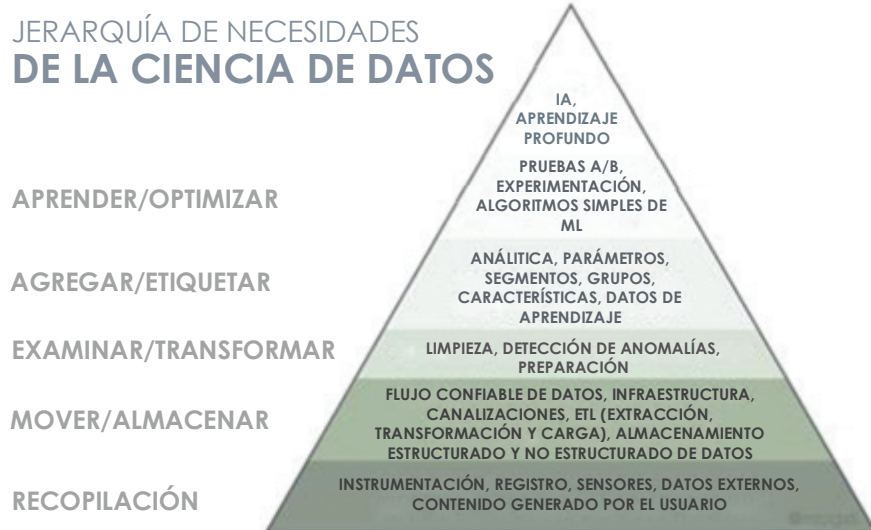 JERARQUÍA DE NECESIDADES
DE LA CIENCIA DE DATOS
IA,
APRENDIZAJE
PROFUNDO
APRENDER/OPTIMIZAR
PRUEBAS A/B,
EXPERIMENTACIÓN,
ALGORITMOS SIMPLES DE
ML
AGREGAR/ETIQUETAR
ANÁLITICA, PARÁMETROS,
SEGMENTOS, GRUPOS,
CARACTERÍSTICAS, DATOS DE
APRENDIZAJE
EXAMINAR/TRANSFORMAR
LIMPIEZA, DETECCIÓN DE ANOMALÍAS,
PREPARACIÓN
MOVER/ALMACENAR
FLUJO CONFIABLE DE DATOS, INFRAESTRUCTURA,
CANALIZACIONES, ETL (EXTRACCIÓN,
TRANSFORMACIÓN Y CARGA), ALMACENAMIENTO
ESTRUCTURADO Y NO ESTRUCTURADO DE DATOS
RECOPILACIÓN
INSTRUMENTACIÓN, REGISTRO, SENSORES, DATOS EXTERNOS,
CONTENIDO GENERADO POR EL USUARIO